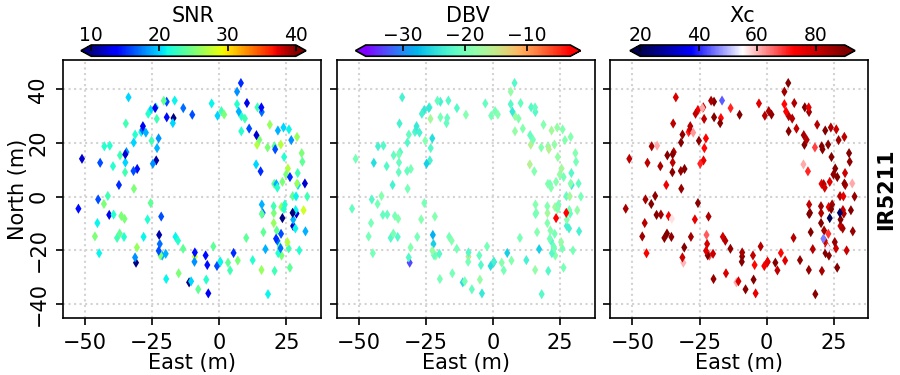 SNR DBV Xc
10 20 30 40 −30 −20 −10 20 40 60 80
40
20
0
−20
−40
North (m)
−50 −25 0 25 −50 −25 0 25 −50 −25 0 25
East (m) East (m) East (m)
IR5211